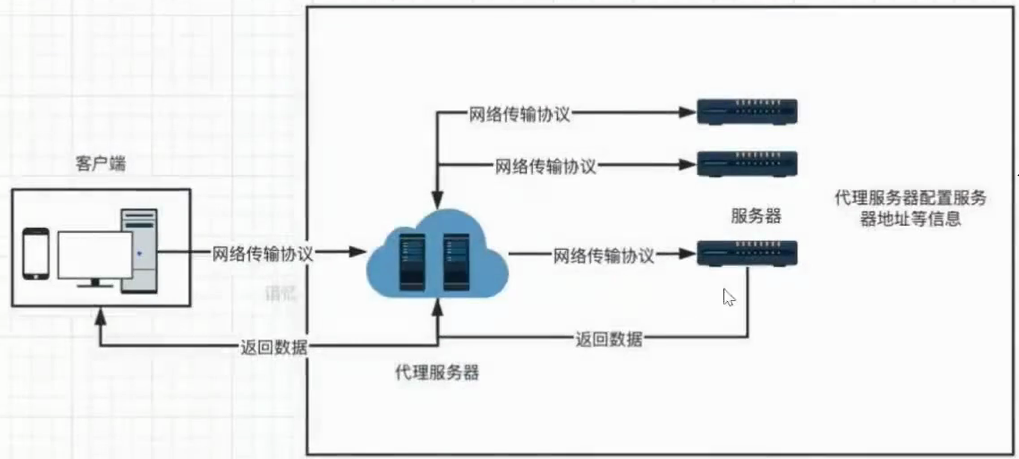 网络传输协议
客户端
网络传输协议
代理服务器配置服务
器地址等信息
服务器
网络传输协议
网络传输协议
返回数据
返回数据
代理服务器